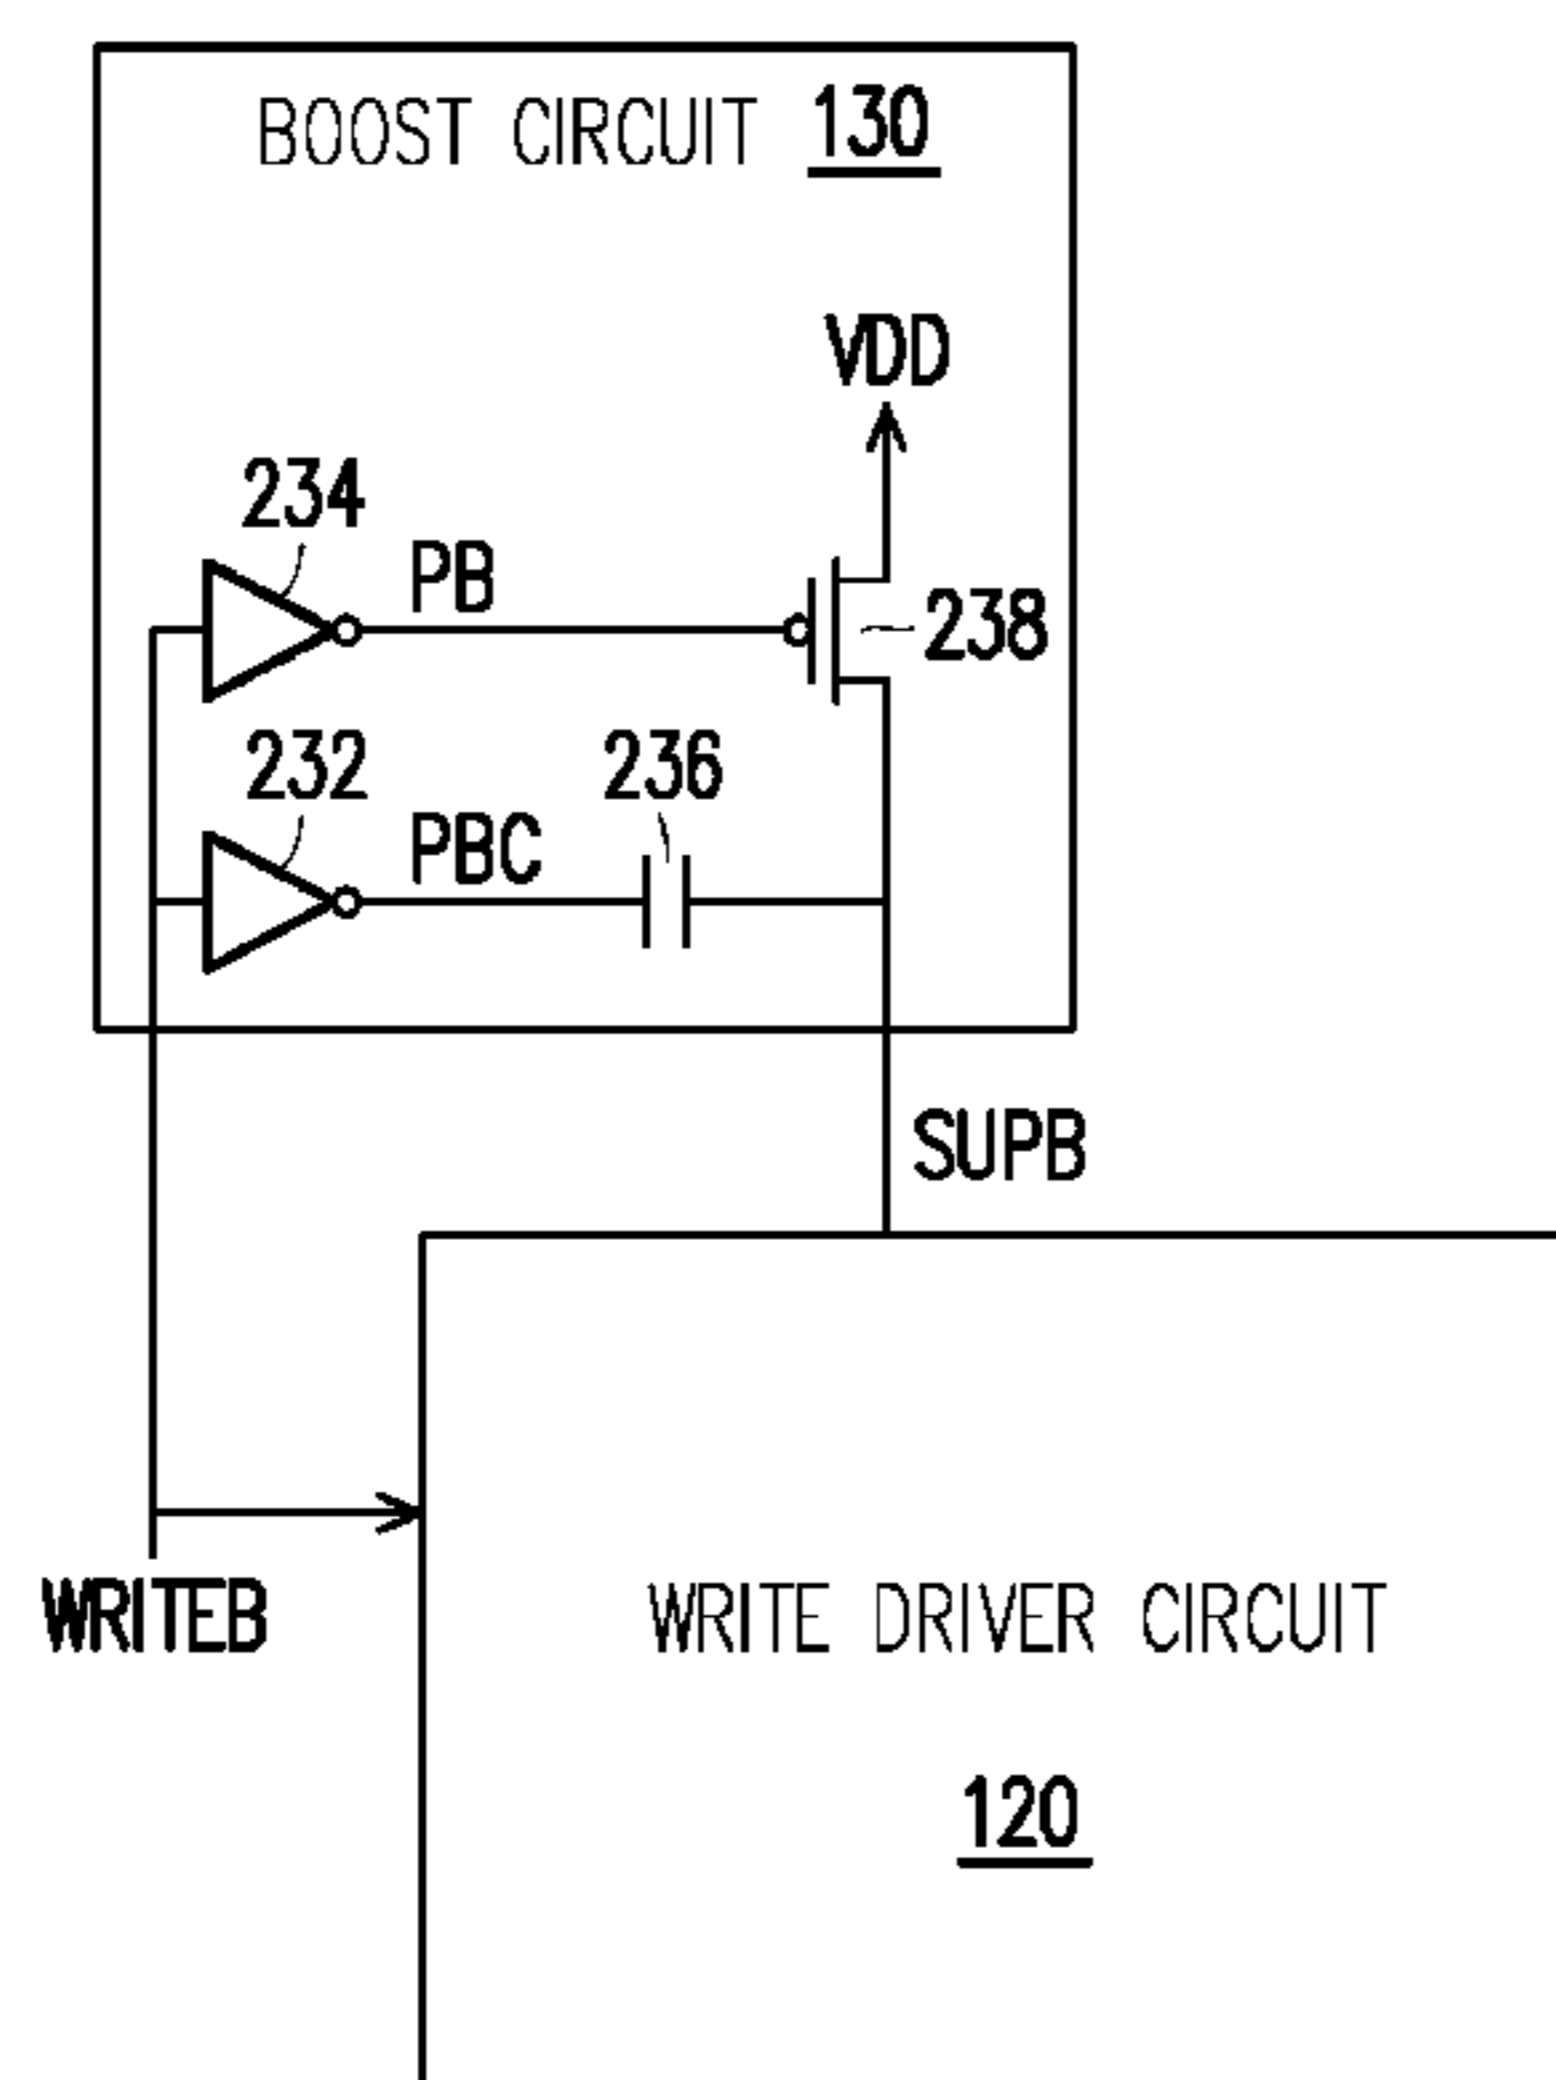 BOOST CIRCUIT 130
VDD
234
PB
238
232
236
PBC
SUPB
WRITEB
WRITE DRIVER CIRCUIT
120